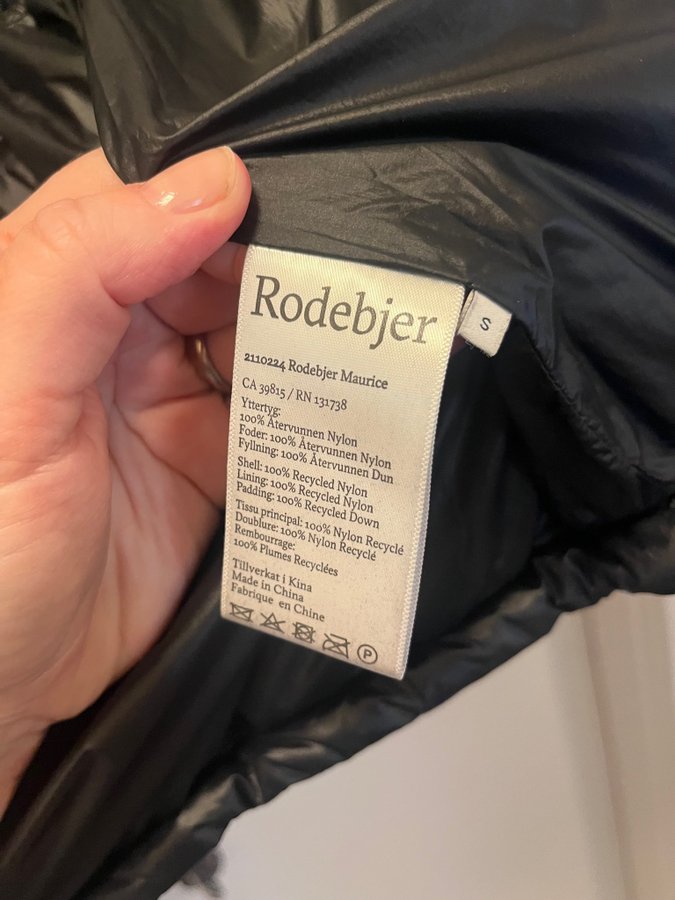 Rodebjer
S
2110224 Rodebjer Maurice
CA 39815 / RN 131738
Yttertyg:
100% Återvunnen Nylon
Foder: 100% Återvunnen Nylon
Fyllning: 100% Återvunnen Dun
Shell: 100% Recycled Nylon
Lining: 100% Recycled Nylon
Padding: 100% Recycled Down
Tissu principal: 100% Nylon Recyclé
Doublure: 100% Nylon Recyclé
Rembourrage:
100% Plumes Recyclées
Tillverkat i Kina
Made in China
Fabrique en Chine
P